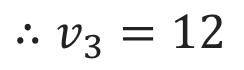 ∴ v₃ = 12